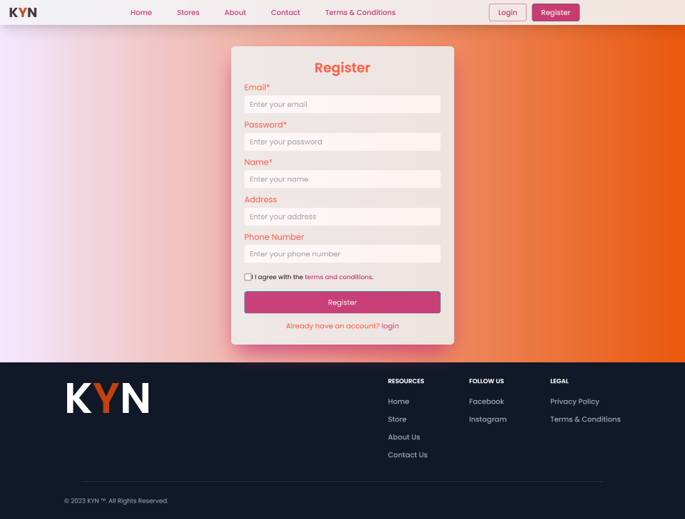 KYN Home Stores About Contact Terms & Conditions Login Register
Register
Email*
Enter your email
Password*
Enter your password
Name*
Enter your name
Address
Enter your address
Phone Number
Enter your phone number
I agree with the terms and conditions.
Register
Already have an account? login
KYN
RESOURCES
Home
Store
About Us
Contact Us
FOLLOW US
Facebook
Instagram
LEGAL
Privacy Policy
Terms & Conditions
© 2023 KYN ™. All Rights Reserved.